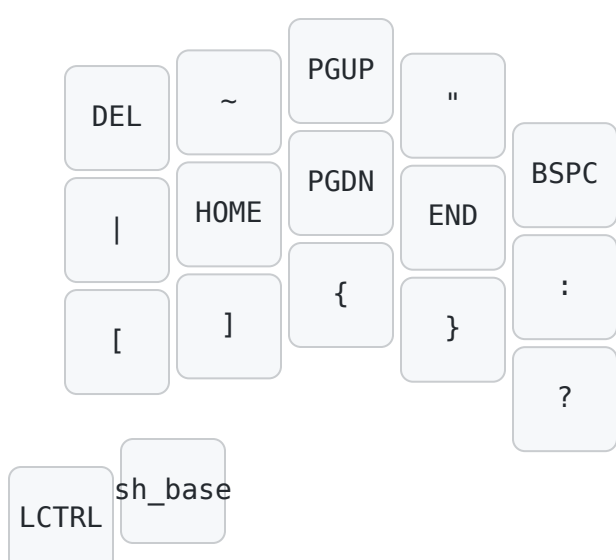 DEL ~ PGUP " BSPC
| HOME PGDN END :
[ ] { } ?
LCTRL sh_base